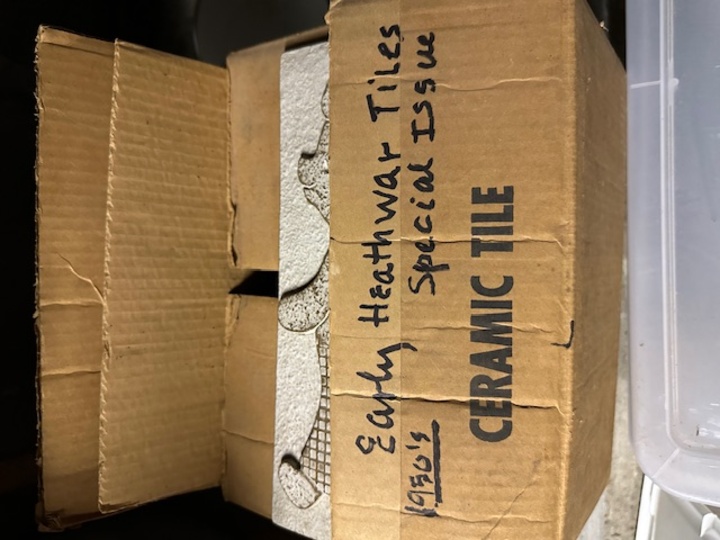 Early Heathwar Tiles
1950's Special Issue
CERAMIC TILE